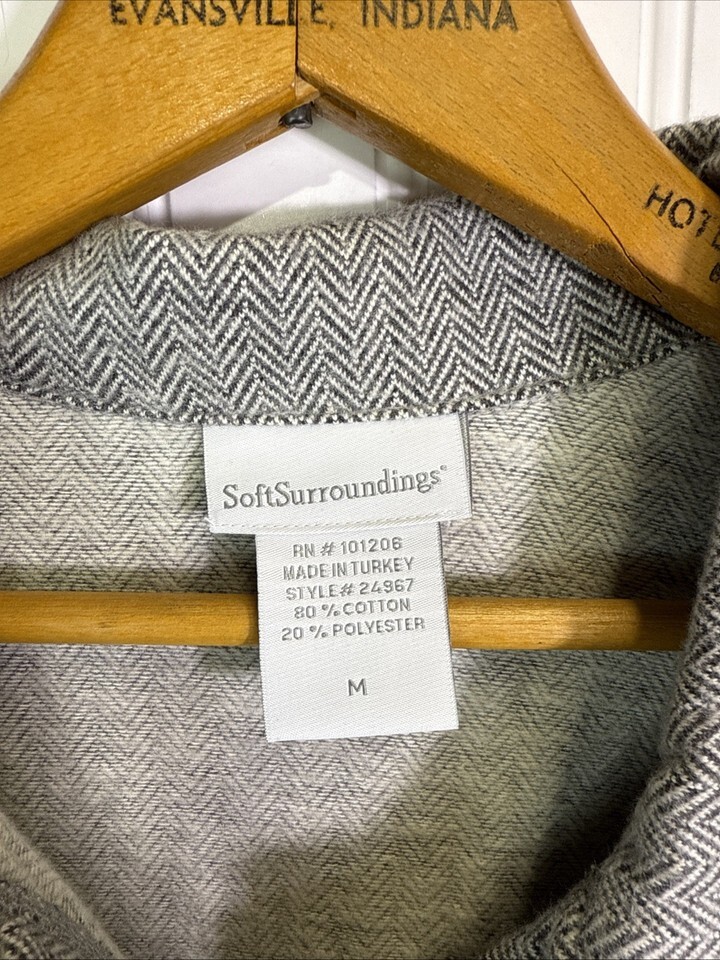 EVANSVILLE, INDIANA
HOT
SoftSurroundings®
RN # 101206
MADE IN TURKEY
STYLE# 24967
80 % COTTON
20 % POLYESTER
M